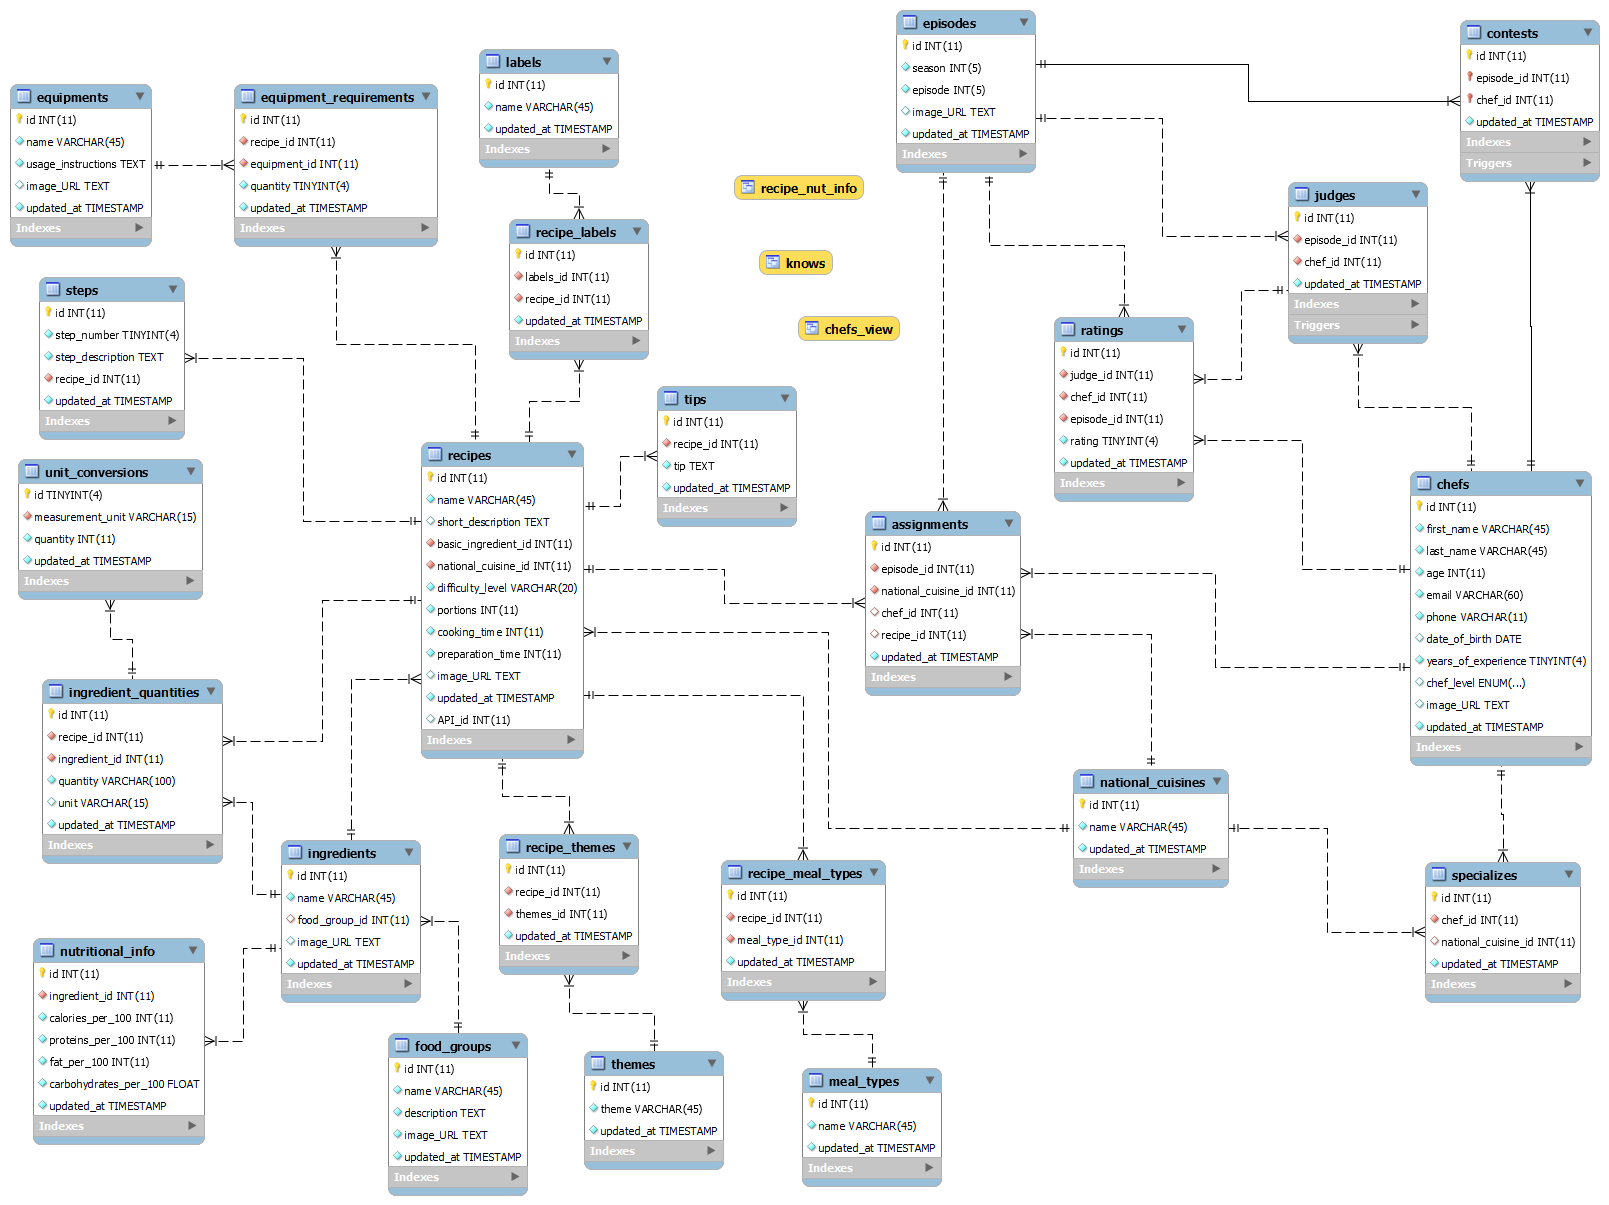 equipments
id INT(11)
name VARCHAR(45)
usage_instructions TEXT
image_URL TEXT
updated_at TIMESTAMP
Indexes
equipment_requirements
id INT(11)
recipe_id INT(11)
equipment_id INT(11)
quantity TINYINT(4)
updated_at TIMESTAMP
Indexes
labels
id INT(11)
name VARCHAR(45)
updated_at TIMESTAMP
Indexes
episodes
id INT(11)
season INT(5)
episode INT(5)
image_URL TEXT
updated_at TIMESTAMP
Indexes
contests
id INT(11)
episode_id INT(11)
chef_id INT(11)
updated_at TIMESTAMP
Indexes
Triggers
recipe_nut_info
knows
chefs_view
recipe_labels
id INT(11)
labels_id INT(11)
recipe_id INT(11)
updated_at TIMESTAMP
Indexes
judges
id INT(11)
episode_id INT(11)
chef_id INT(11)
updated_at TIMESTAMP
Indexes
Triggers
steps
id INT(11)
step_number TINYINT(4)
step_description TEXT
recipe_id INT(11)
updated_at TIMESTAMP
Indexes
ratings
id INT(11)
judge_id INT(11)
chef_id INT(11)
episode_id INT(11)
rating TINYINT(4)
updated_at TIMESTAMP
Indexes
tips
id INT(11)
recipe_id INT(11)
tip TEXT
updated_at TIMESTAMP
Indexes
unit_conversions
id TINYINT(4)
measurement_unit VARCHAR(15)
quantity INT(11)
updated_at TIMESTAMP
Indexes
recipes
id INT(11)
name VARCHAR(45)
short_description TEXT
basic_ingredient_id INT(11)
national_cuisine_id INT(11)
difficulty_level VARCHAR(20)
portions INT(11)
cooking_time INT(11)
preparation_time INT(11)
image_URL TEXT
updated_at TIMESTAMP
API_id INT(11)
Indexes
assignments
id INT(11)
episode_id INT(11)
national_cuisine_id INT(11)
chef_id INT(11)
recipe_id INT(11)
updated_at TIMESTAMP
Indexes
chefs
id INT(11)
first_name VARCHAR(45)
last_name VARCHAR(45)
age INT(11)
email VARCHAR(60)
phone VARCHAR(11)
date_of_birth DATE
years_of_experience TINYINT(4)
chef_level ENUM(...)
image_URL TEXT
updated_at TIMESTAMP
Indexes
ingredient_quantities
id INT(11)
recipe_id INT(11)
ingredient_id INT(11)
quantity VARCHAR(100)
unit VARCHAR(15)
updated_at TIMESTAMP
Indexes
national_cuisines
id INT(11)
name VARCHAR(45)
updated_at TIMESTAMP
Indexes
ingredients
id INT(11)
name VARCHAR(45)
food_group_id INT(11)
image_URL TEXT
updated_at TIMESTAMP
Indexes
recipe_themes
id INT(11)
recipe_id INT(11)
themes_id INT(11)
updated_at TIMESTAMP
Indexes
recipe_meal_types
id INT(11)
recipe_id INT(11)
meal_type_id INT(11)
updated_at TIMESTAMP
Indexes
specializes
id INT(11)
chef_id INT(11)
national_cuisine_id INT(11)
updated_at TIMESTAMP
Indexes
nutritional_info
id INT(11)
ingredient_id INT(11)
calories_per_100 INT(11)
proteins_per_100 INT(11)
fat_per_100 INT(11)
carbohydrates_per_100 FLOAT
updated_at TIMESTAMP
Indexes
food_groups
id INT(11)
name VARCHAR(45)
description TEXT
image_URL TEXT
updated_at TIMESTAMP
Indexes
themes
id INT(11)
theme VARCHAR(45)
updated_at TIMESTAMP
Indexes
meal_types
id INT(11)
name VARCHAR(45)
updated_at TIMESTAMP
Indexes